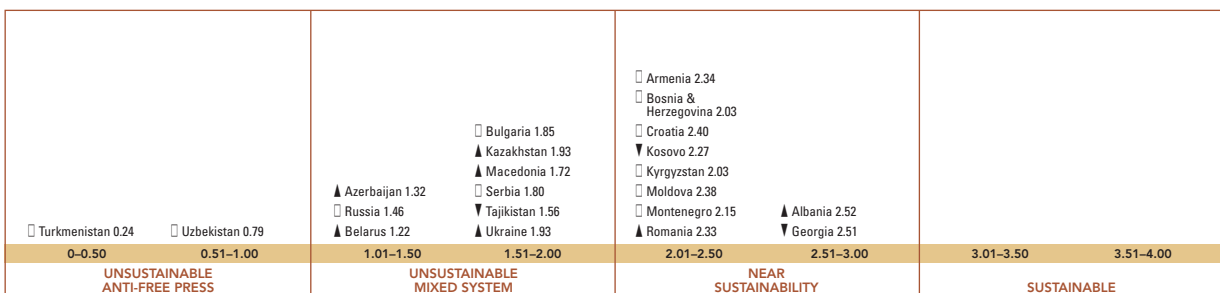 Turkmenistan 0.24
Uzbekistan 0.79
▲ Azerbaijan 1.32
Russia 1.46
▲ Belarus 1.22
Bulgaria 1.85
▲ Kazakhstan 1.93
▲ Macedonia 1.72
Serbia 1.80
▼ Tajikistan 1.56
▲ Ukraine 1.93
Armenia 2.34
Bosnia &
Herzegovina 2.03
Croatia 2.40
▼ Kosovo 2.27
Kyrgyzstan 2.03
Moldova 2.38
Montenegro 2.15
▲ Romania 2.33
▲ Albania 2.52
▼ Georgia 2.51
0–0.50
0.51–1.00
1.01–1.50
1.51–2.00
2.01–2.50
2.51–3.00
3.01–3.50
3.51–4.00
UNSUSTAINABLE
ANTI-FREE PRESS
UNSUSTAINABLE
MIXED SYSTEM
NEAR
SUSTAINABILITY
SUSTAINABLE